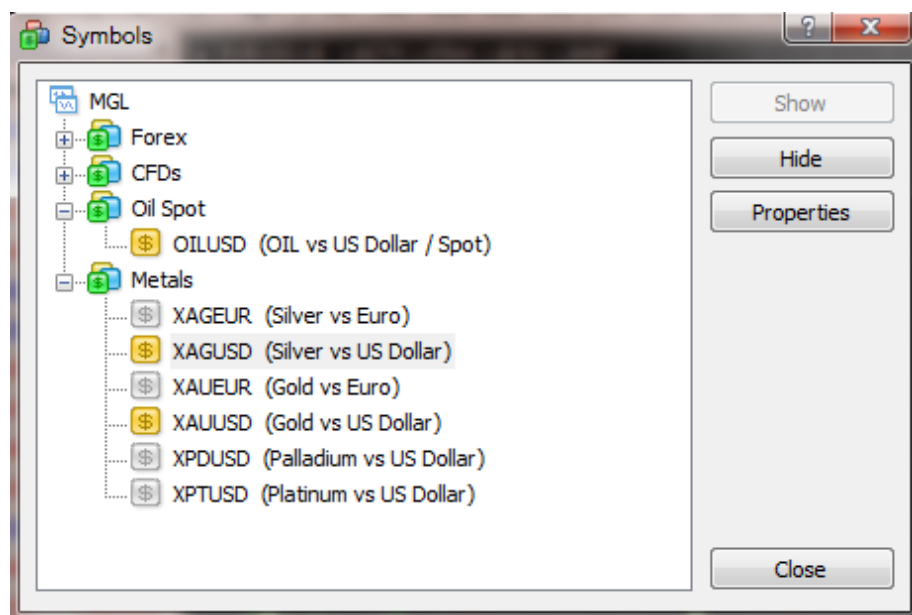 Symbols
MGL
Forex
CFDs
Oil Spot
OILUSD (OIL vs US Dollar / Spot)
Metals
XAGEUR (Silver vs Euro)
XAGUSD (Silver vs US Dollar)
XAUEUR (Gold vs Euro)
XAUUSD (Gold vs US Dollar)
XPDUSD (Palladium vs US Dollar)
XPTUSD (Platinum vs US Dollar)
Show
Hide
Properties
Close